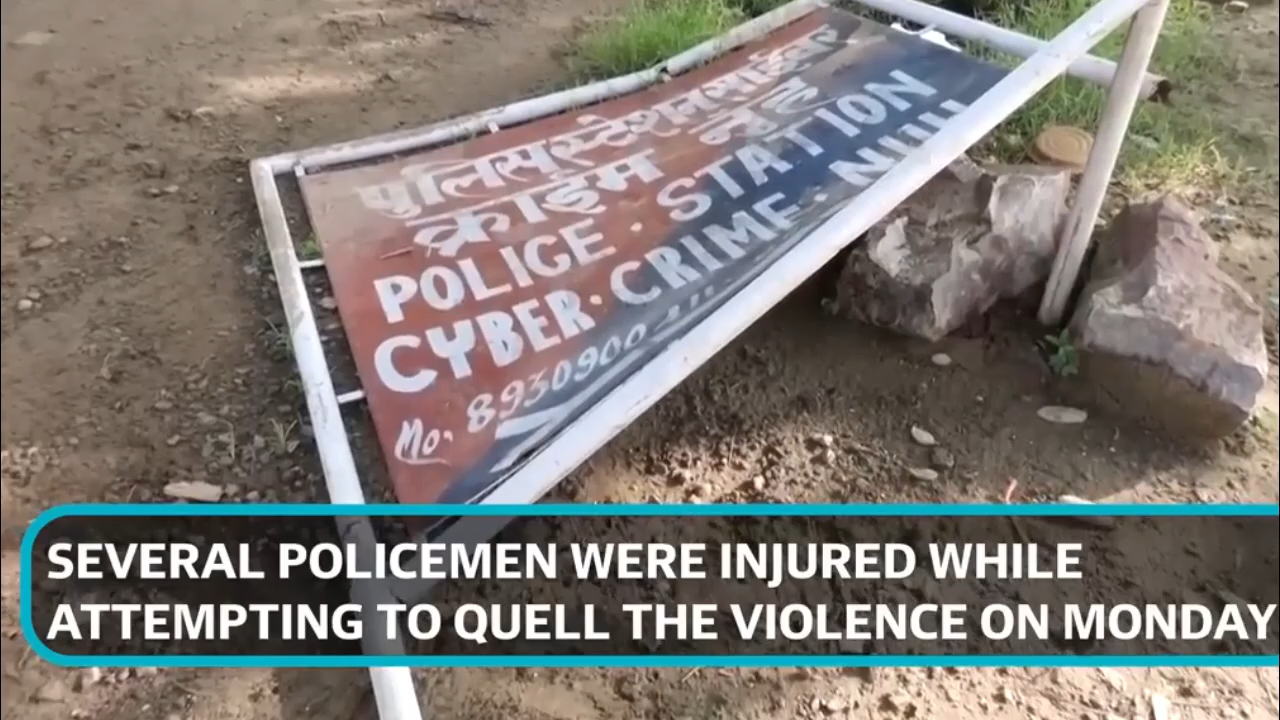 पुलिस स्टेशन साईबर
क्राईम नूह
POLICE · STATION
CYBER · CRIME · NUH
Mo. 8930900
SEVERAL POLICEMEN WERE INJURED WHILE
ATTEMPTING TO QUELL THE VIOLENCE ON MONDAY